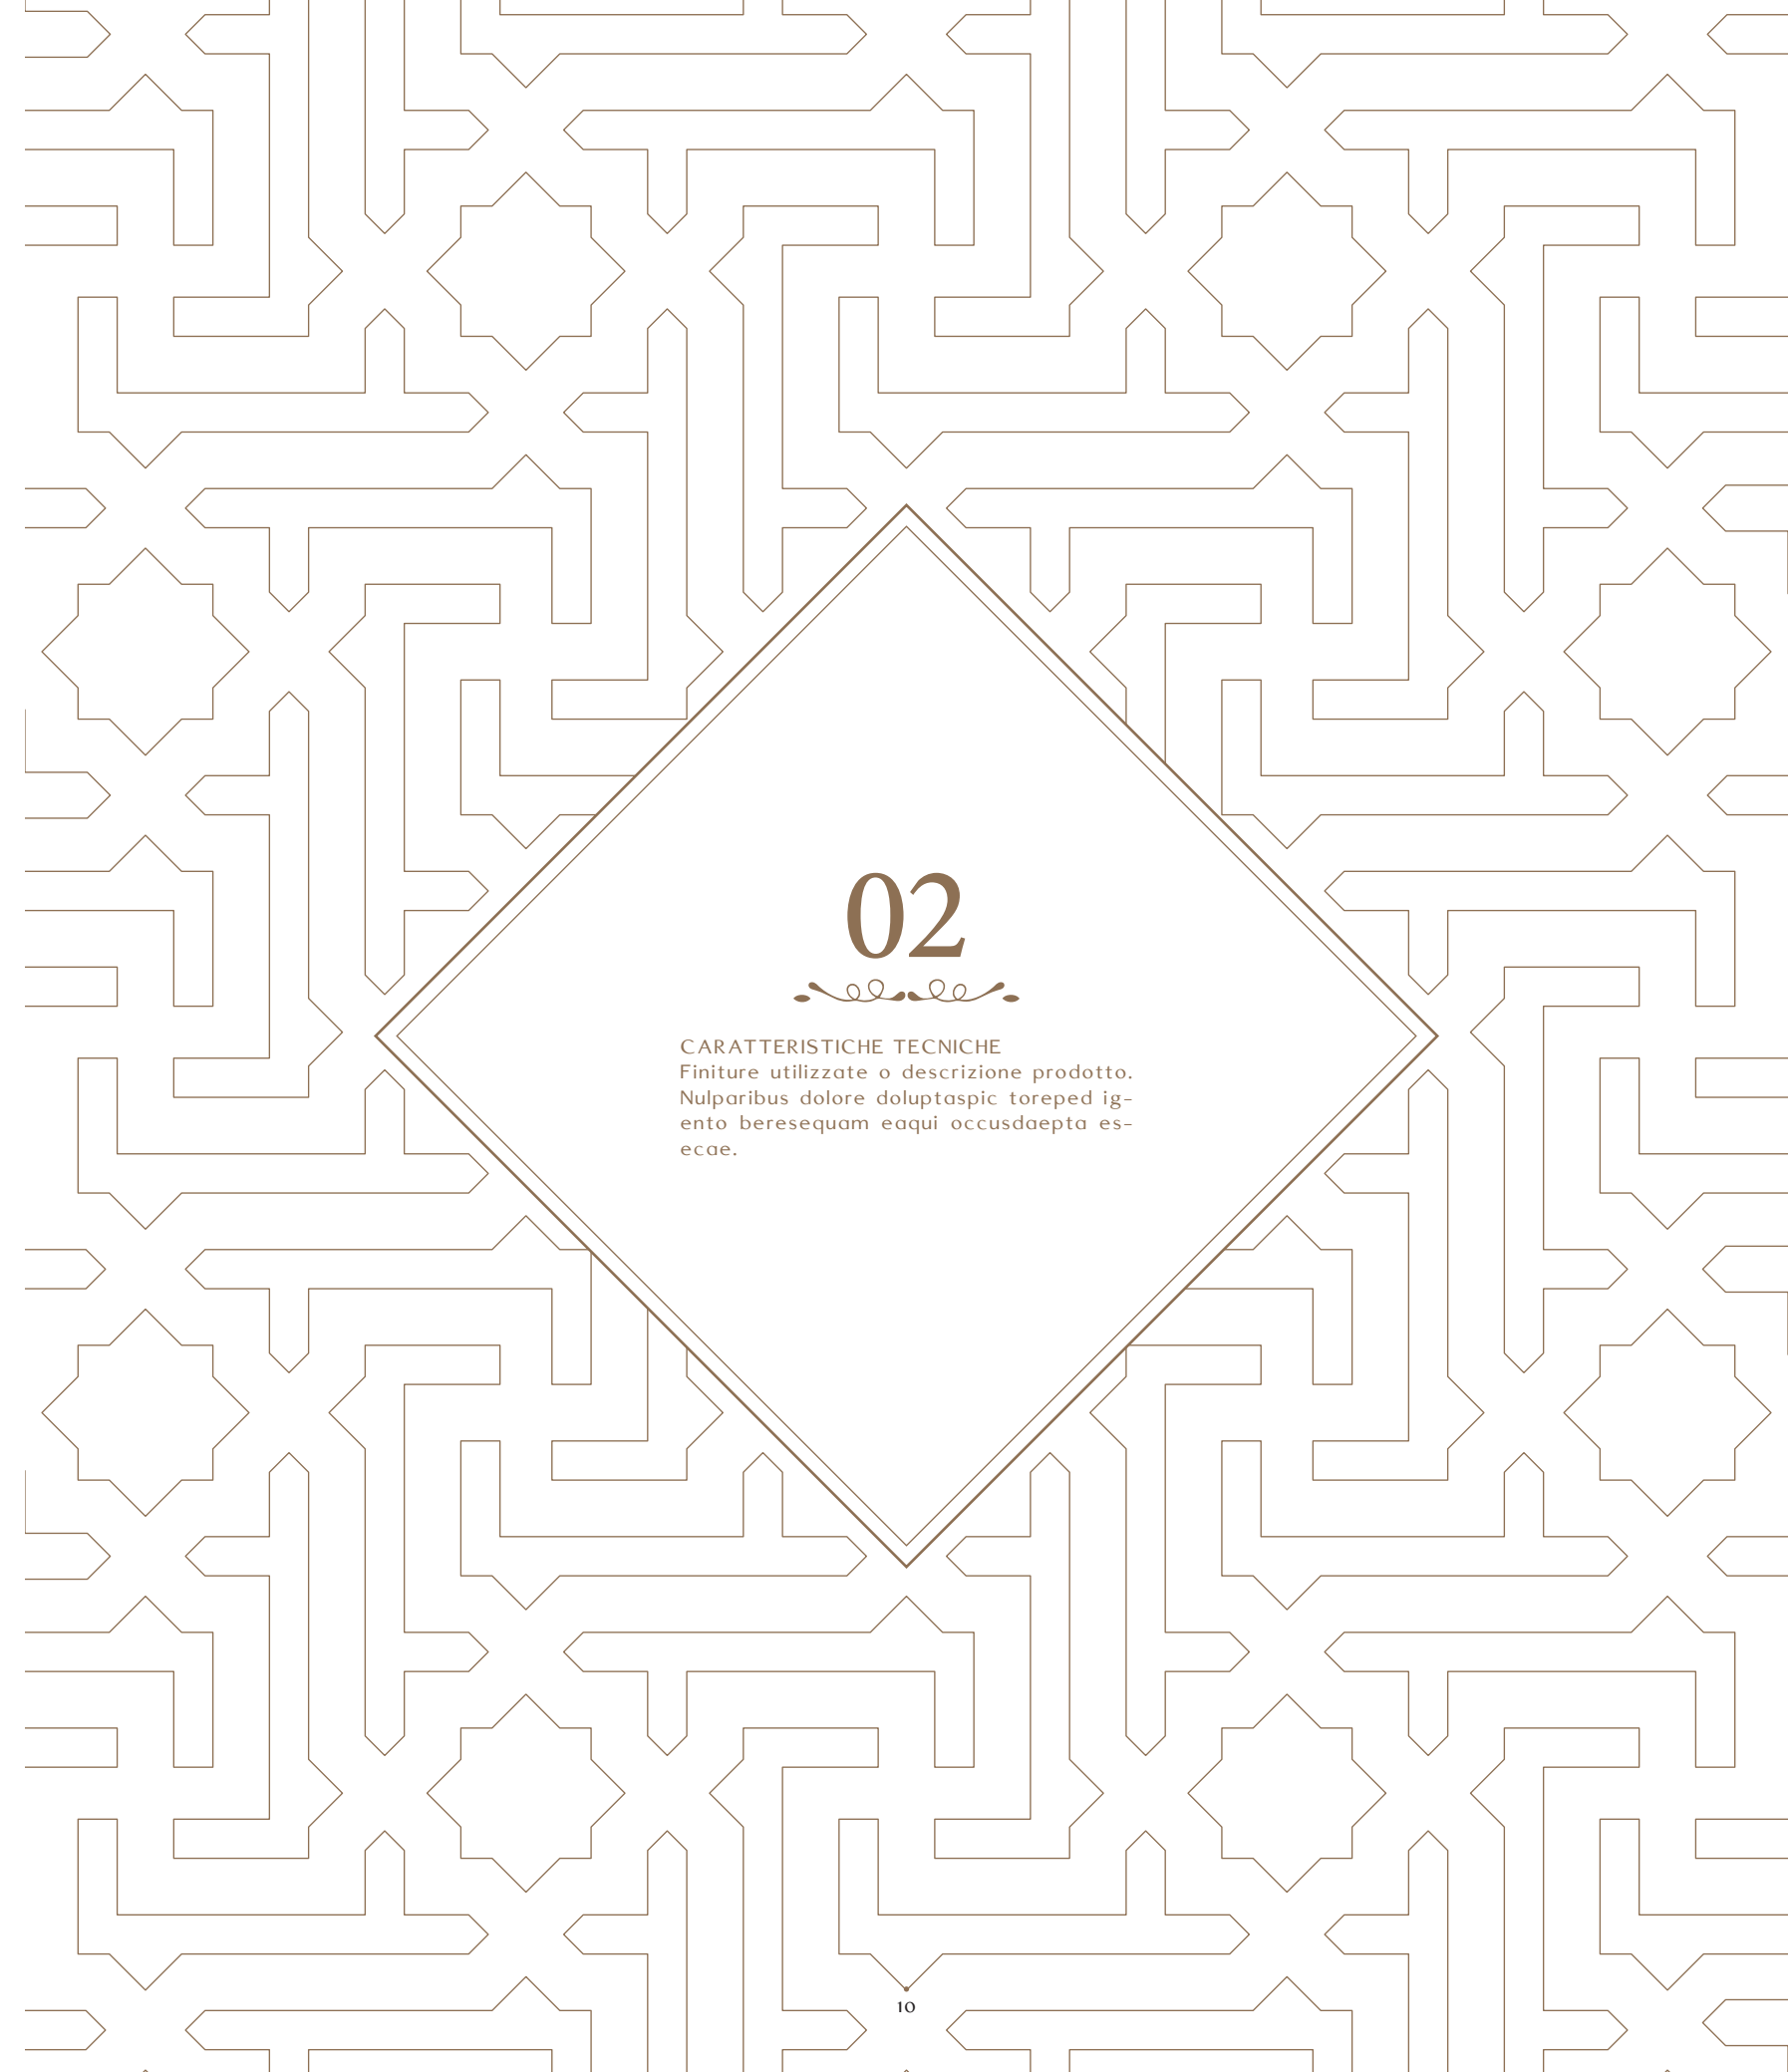 02
CARATTERISTICHE TECNICHE
Finiture utilizzate o descrizione prodotto.
Nulparibus dolore doluptaspic toreped ig-
ento beresequam eaqui occusdaepta es-
ecae.
10